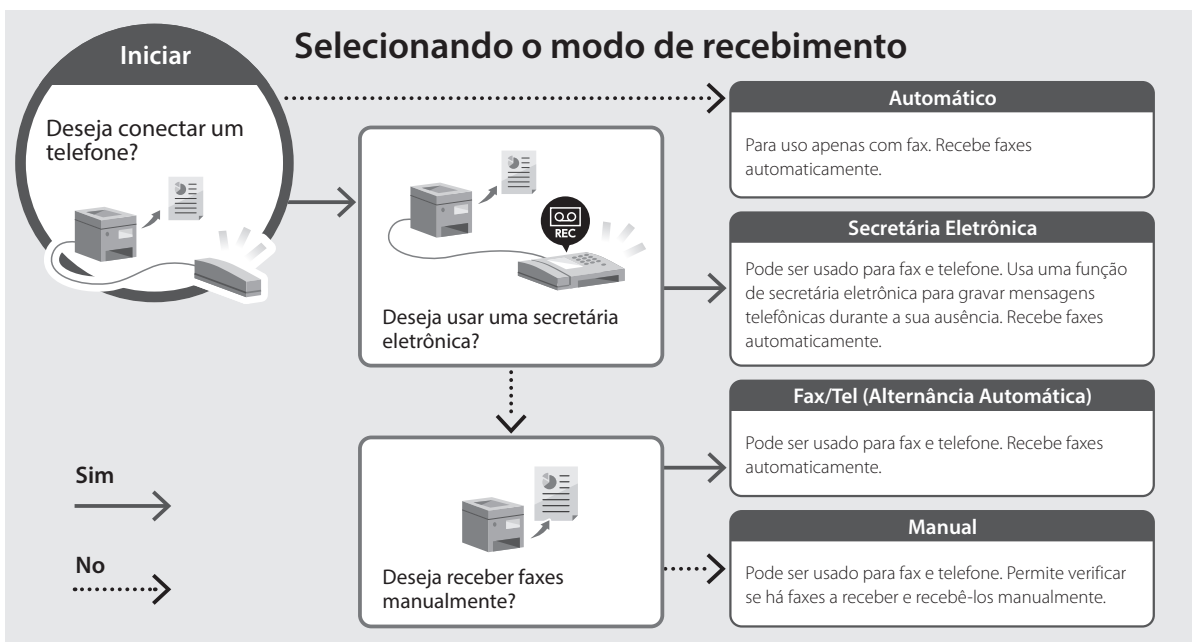 Iniciar
Selecionando o modo de recebimento
Deseja conectar um
telefone?
Automático
Para uso apenas com fax. Recebe faxes
automaticamente.
REC
Deseja usar uma secretária
eletrônica?
Secretária Eletrônica
Pode ser usado para fax e telefone. Usa uma função
de secretária eletrônica para gravar mensagens
telefônicas durante a sua ausência. Recebe faxes
automaticamente.
Fax/Tel (Alternância Automática)
Pode ser usado para fax e telefone. Recebe faxes
automaticamente.
Sim
No
Deseja receber faxes
manualmente?
Manual
Pode ser usado para fax e telefone. Permite verificar
se há faxes a receber e recebê-los manualmente.